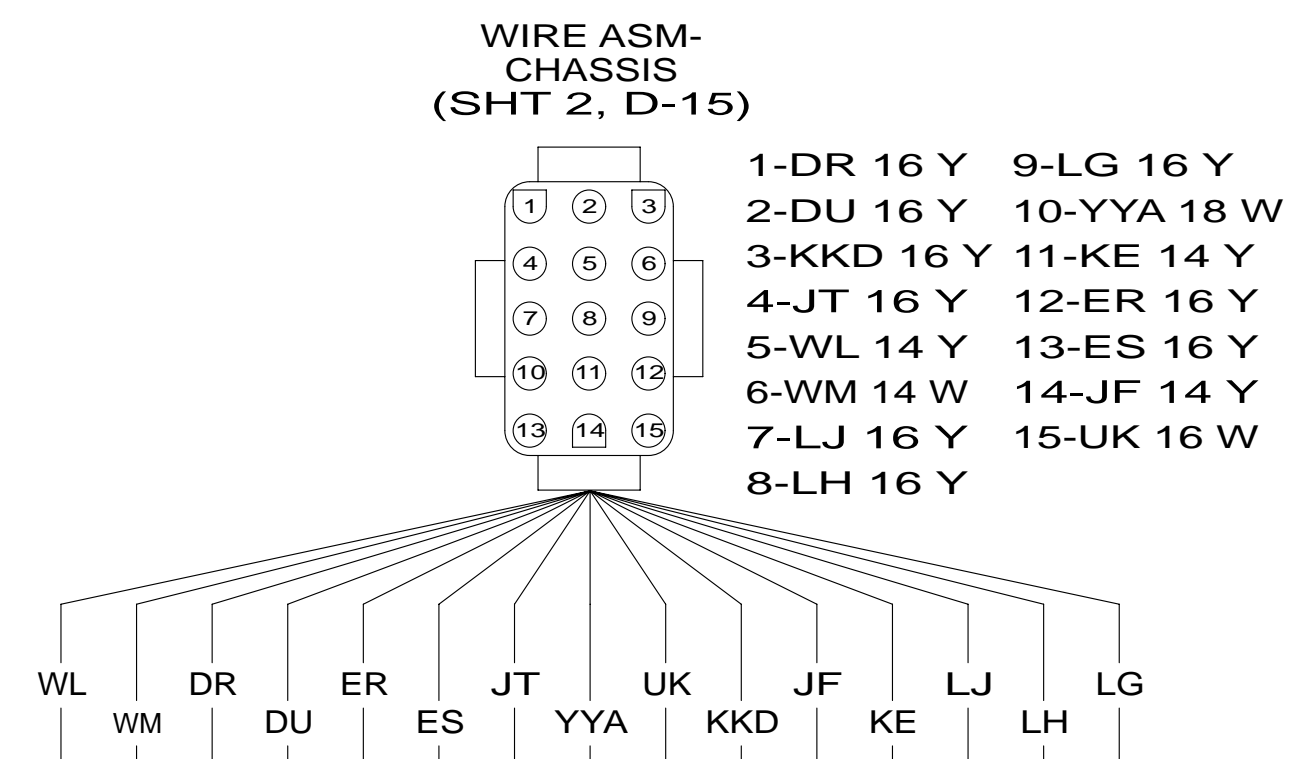 WIRE ASM-
CHASSIS
(SHT 2, D-15)
1 2 3
4 5 6
7 8 9
10 11 12
13 14 15
1-DR 16 Y
2-DU 16 Y
3-KKD 16 Y
4-JT 16 Y
5-WL 14 Y
6-WM 14 W
7-LJ 16 Y
8-LH 16 Y
9-LG 16 Y
10-YYA 18 W
11-KE 14 Y
12-ER 16 Y
13-ES 16 Y
14-JF 14 Y
15-UK 16 W
WL DR ER JT UK JF LJ LG
WM DU ES YYA KKD KE LH